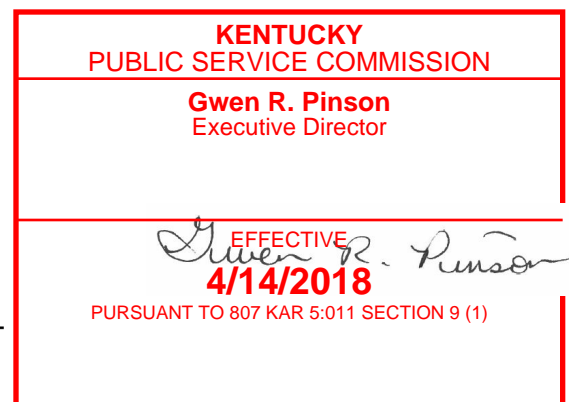 KENTUCKY
PUBLIC SERVICE COMMISSION
Gwen R. Pinson
Executive Director
Gwen R. Pinson
EFFECTIVE
4/14/2018
PURSUANT TO 807 KAR 5:011 SECTION 9 (1)